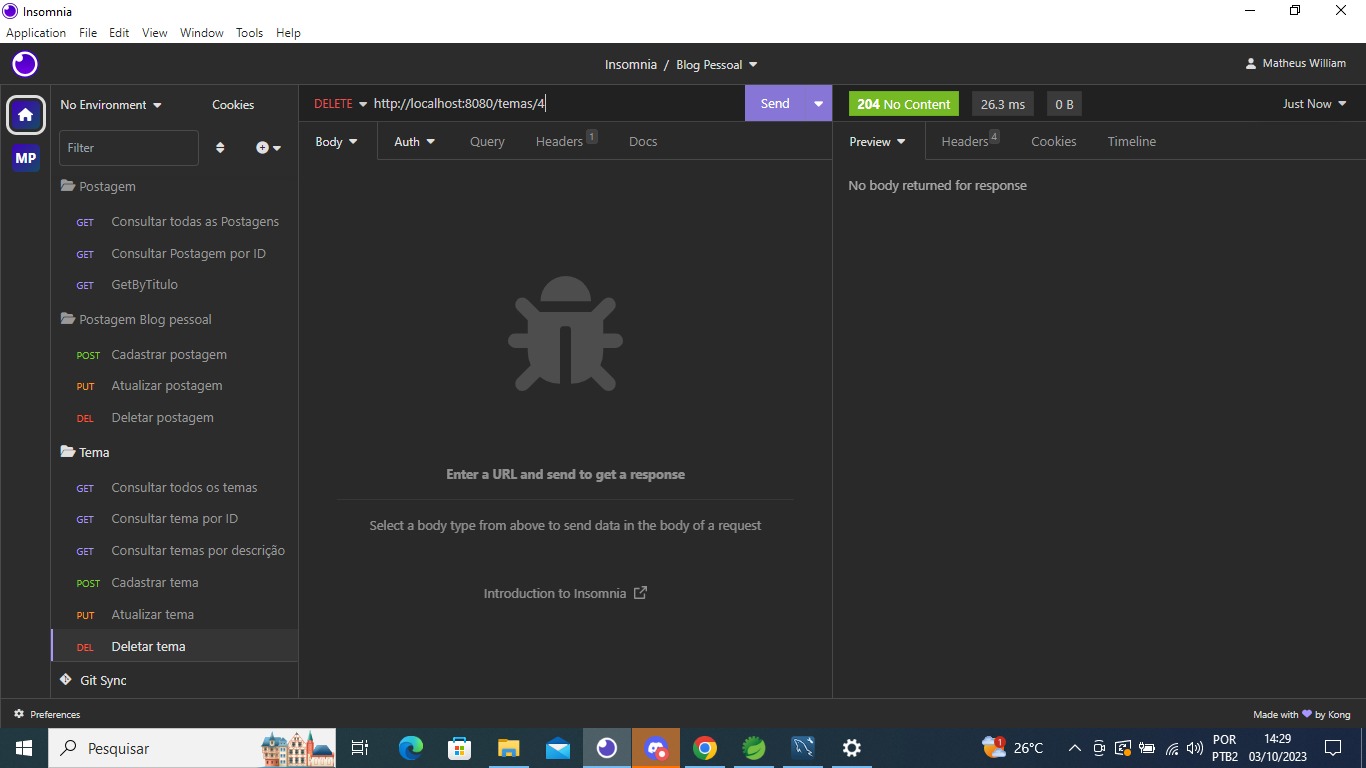 Insomnia
Application File Edit View Window Tools Help
Insomnia / Blog Pessoal
Matheus William
No Environment
Cookies
DELETE http://localhost:8080/temas/4
Send
204 No Content
26.3 ms
0 B
Just Now
Filter
Body
Auth
Query
Headers 1
Docs
Preview
Headers 4
Cookies
Timeline
MP
No body returned for response
Postagem
GET Consultar todas as Postagens
GET Consultar Postagem por ID
GET GetByTitulo
Postagem Blog pessoal
POST Cadastrar postagem
PUT Atualizar postagem
DEL Deletar postagem
Tema
GET Consultar todos os temas
GET Consultar tema por ID
GET Consultar temas por descrição
POST Cadastrar tema
PUT Atualizar tema
DEL Deletar tema
Git Sync
Enter a URL and send to get a response
Select a body type from above to send data in the body of a request
Introduction to Insomnia
Preferences
Made with by Kong
Pesquisar
1
26°C
POR
PTB2
14:29
03/10/2023